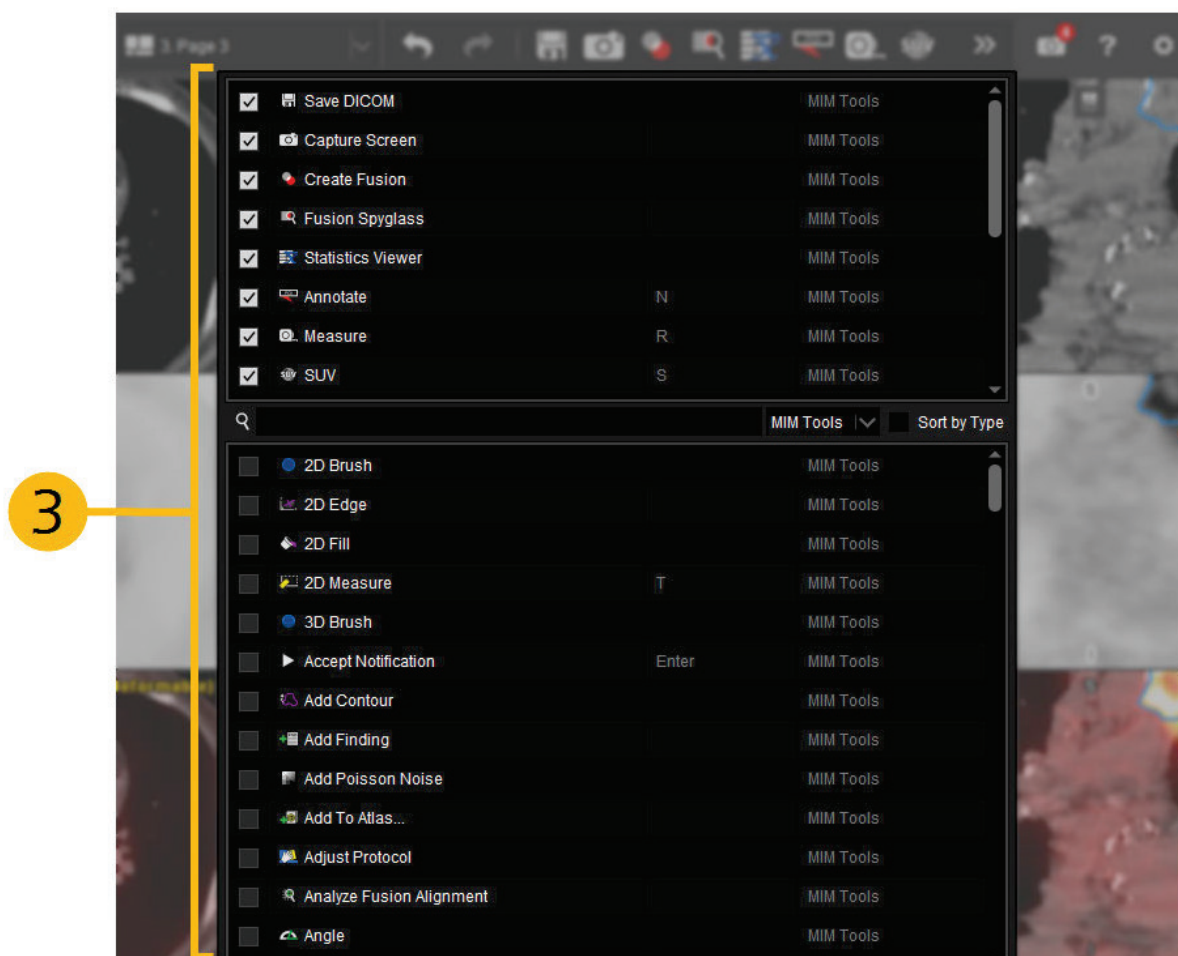 3. Page 3
4
?
SUV
Save DICOM MIM Tools
Capture Screen MIM Tools
Create Fusion MIM Tools
Fusion Spyglass MIM Tools
Statistics Viewer MIM Tools
Annotate N MIM Tools
Measure R MIM Tools
SUV SUV S MIM Tools
MIM Tools Sort by Type
2D Brush MIM Tools
2D Edge MIM Tools
2D Fill MIM Tools
2D Measure T MIM Tools
3
3D Brush MIM Tools
Accept Notification Enter MIM Tools
Add Contour MIM Tools
Add Finding MIM Tools
Add Poisson Noise MIM Tools
Add To Atlas... MIM Tools
Adjust Protocol MIM Tools
Analyze Fusion Alignment MIM Tools
Angle MIM Tools